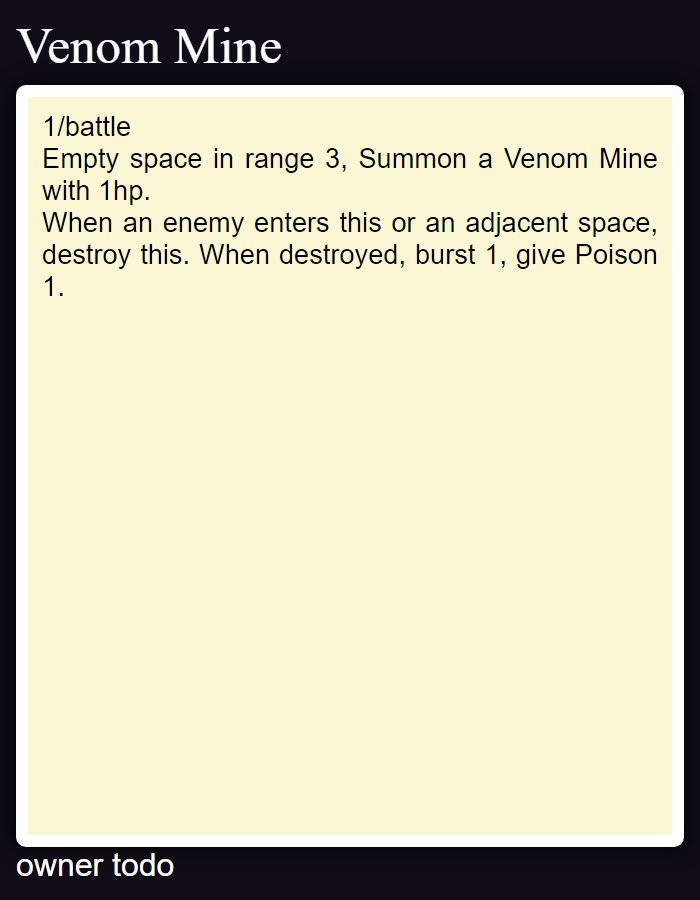 Venom Mine
1/battle
Empty space in range 3, Summon a Venom Mine
with 1hp.
When an enemy enters this or an adjacent space,
destroy this. When destroyed, burst 1, give Poison
1.
owner todo